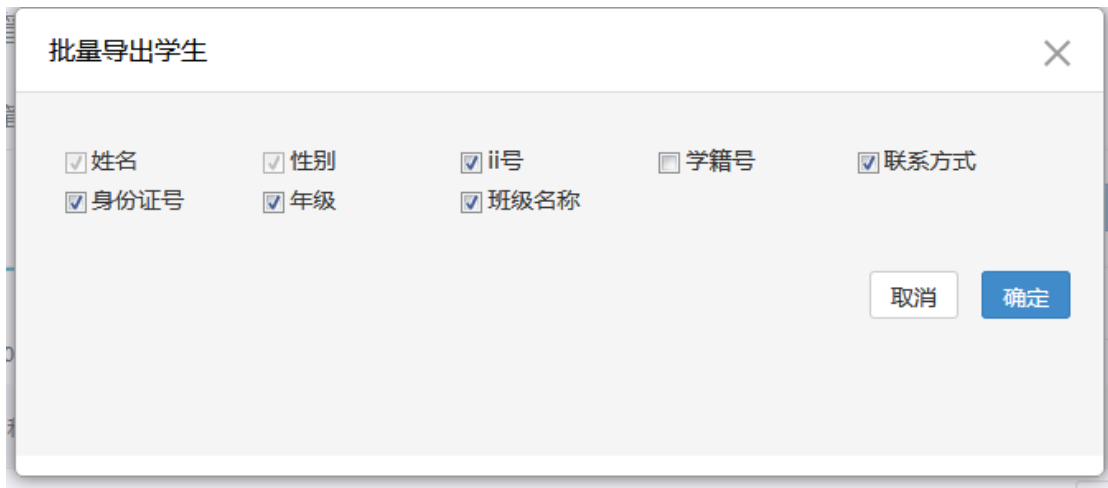 批量导出学生
姓名 性别 ii号 学籍号 联系方式
身份证号 年级 班级名称
取消 确定